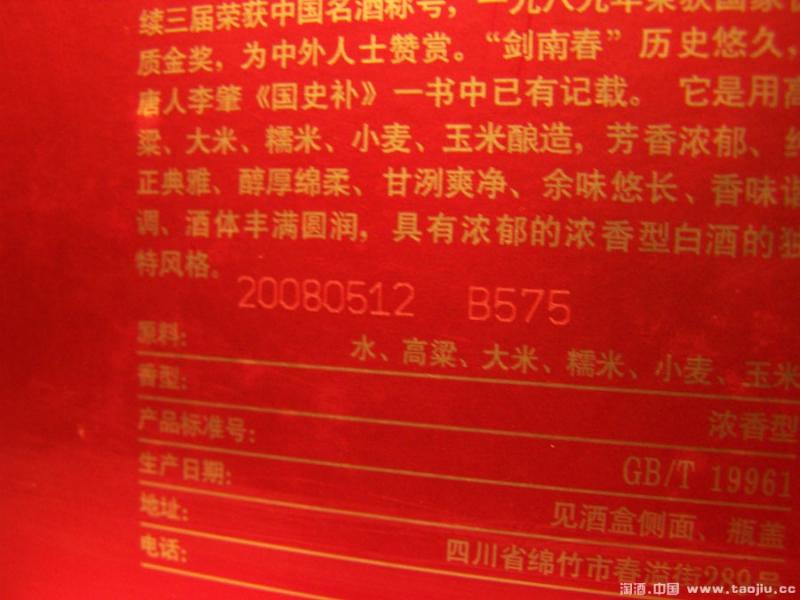 续三届荣获中国名酒称号，一九八九年荣获国家
质金奖，为中外人士赞赏。“剑南春”历史悠久，
唐人李肇《国史补》一书中已有记载。 它是用高
粱、大米、糯米、小麦、玉米酿造，芳香浓郁、纯
正典雅、醇厚绵柔、甘洌爽净、余味悠长、香味谐
调、酒体丰满圆润，具有浓郁的浓香型白酒的独
特风格。
20080512 B575
原料：
水、高粱、大米、糯米、小麦、玉米
香型：
浓香型
产品标准号：
GB/T 19961
生产日期：
见酒盒侧面、瓶盖
地址：
四川省绵竹市春溢街289号
电话：
淘酒.中国 www.taojiu.cc